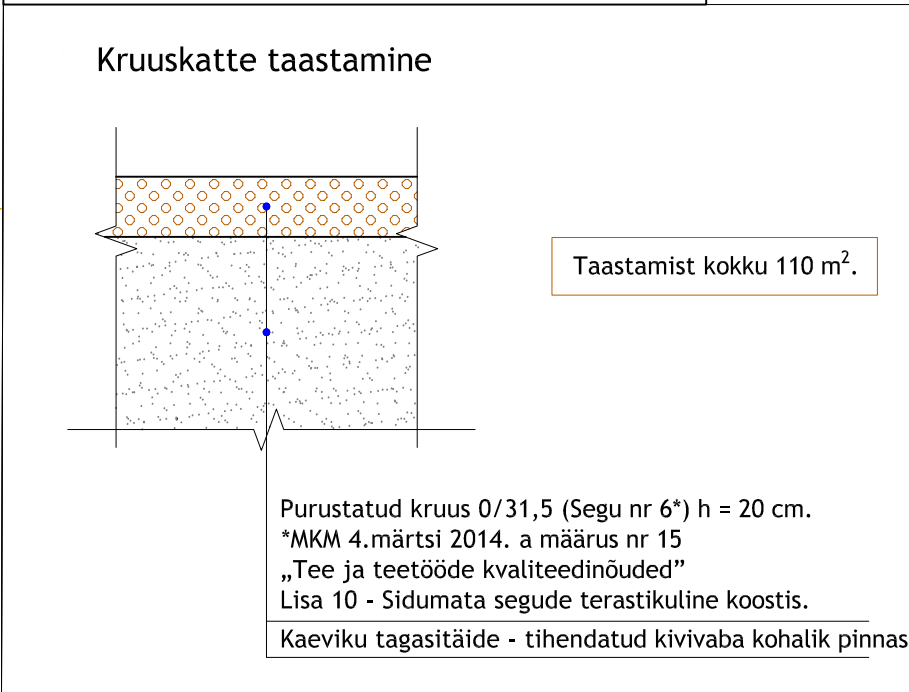 Kruuskatte taastamine
Taastamist kokku 110 m².
Purustatud kruus 0/31,5 (Segu nr 6*) h = 20 cm.
*MKM 4.märtsi 2014. a määrus nr 15
„Tee ja teetööde kvaliteedinõuded”
Lisa 10 - Sidumata segude terastikuline koostis.
Kaeviku tagasitäide - tihendatud kivivaba kohalik pinnas